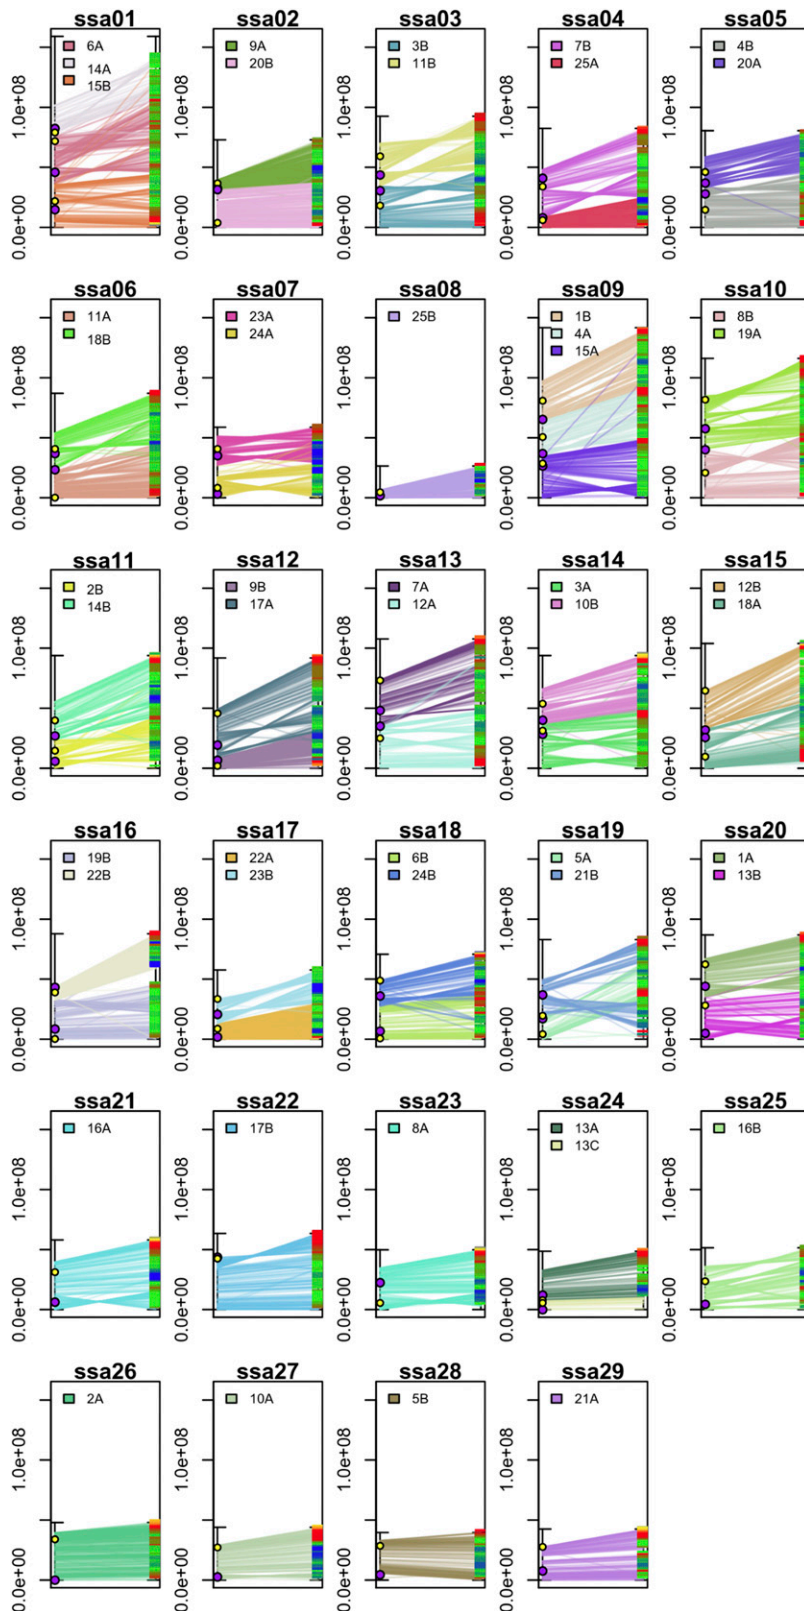 ssa01 ssa02 ssa03 ssa04 ssa05
6A 9A 3B 7B 4B
14A 20B 11B 25A 20A
15B
1.0e+08 1.0e+08 1.0e+08 1.0e+08 1.0e+08
0.0e+00 0.0e+00 0.0e+00 0.0e+00 0.0e+00
ssa06 ssa07 ssa08 ssa09 ssa10
11A 23A 25B 1B 8B
18B 24A 4A 19A
15A
1.0e+08 1.0e+08 1.0e+08 1.0e+08 1.0e+08
0.0e+00 0.0e+00 0.0e+00 0.0e+00 0.0e+00
ssa11 ssa12 ssa13 ssa14 ssa15
2B 9B 7A 3A 12B
14B 17A 12A 10B 18A
1.0e+08 1.0e+08 1.0e+08 1.0e+08 1.0e+08
0.0e+00 0.0e+00 0.0e+00 0.0e+00 0.0e+00
ssa16 ssa17 ssa18 ssa19 ssa20
19B 22A 6B 5A 1A
22B 23B 24B 21B 13B
1.0e+08 1.0e+08 1.0e+08 1.0e+08 1.0e+08
0.0e+00 0.0e+00 0.0e+00 0.0e+00 0.0e+00
ssa21 ssa22 ssa23 ssa24 ssa25
16A 17B 8A 13A 16B
13C
1.0e+08 1.0e+08 1.0e+08 1.0e+08 1.0e+08
0.0e+00 0.0e+00 0.0e+00 0.0e+00 0.0e+00
ssa26 ssa27 ssa28 ssa29
2A 10A 5B 21A
1.0e+08 1.0e+08 1.0e+08 1.0e+08
0.0e+00 0.0e+00 0.0e+00 0.0e+00